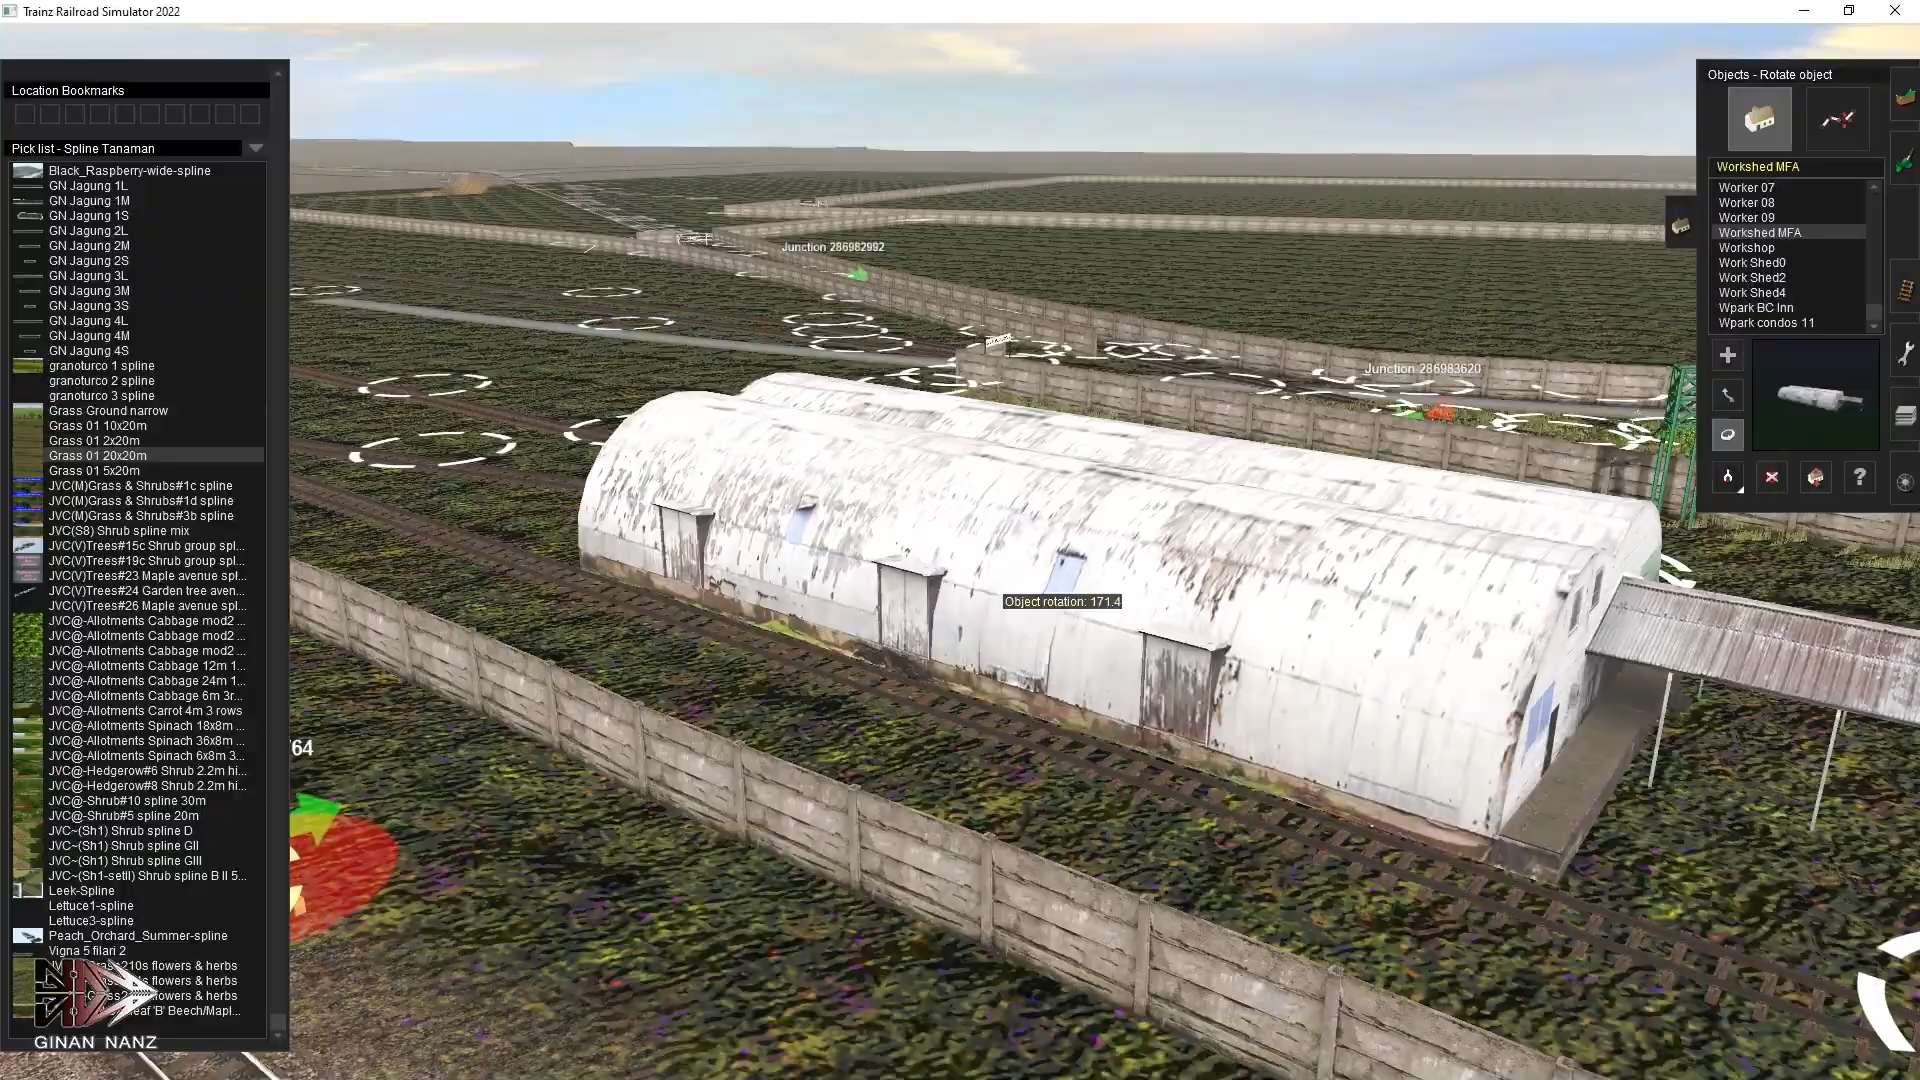 Trainz Railroad Simulator 2022
Location Bookmarks
Pick list - Spline Tanaman
Black_Raspberry-wide-spline
GN Jagung 1L
GN Jagung 1M
GN Jagung 1S
GN Jagung 2L
GN Jagung 2M
GN Jagung 2S
GN Jagung 3L
GN Jagung 3M
GN Jagung 3S
GN Jagung 4L
GN Jagung 4M
GN Jagung 4S
granoturco 1 spline
granoturco 2 spline
granoturco 3 spline
Grass Ground narrow
Grass 01 10x20m
Grass 01 2x20m
Grass 01 20x20m
Grass 01 5x20m
JVC(M)Grass & Shrubs#1c spline
JVC(M)Grass & Shrubs#1d spline
JVC(M)Grass & Shrubs#3b spline
JVC(S8) Shrub spline mix
JVC(V)Trees#15c Shrub group spl...
JVC(V)Trees#19c Shrub group spl...
JVC(V)Trees#23 Maple avenue spl...
JVC(V)Trees#24 Garden tree aven...
JVC(V)Trees#26 Maple avenue spl...
JVC@-Allotments Cabbage mod2 ...
JVC@-Allotments Cabbage mod2 ...
JVC@-Allotments Cabbage mod2 ...
JVC@-Allotments Cabbage 12m 1...
JVC@-Allotments Cabbage 24m 1...
JVC@-Allotments Cabbage 6m 3r...
JVC@-Allotments Carrot 4m 3 rows
JVC@-Allotments Spinach 18x8m ...
JVC@-Allotments Spinach 36x8m ...
JVC@-Allotments Spinach 6x8m 3...
JVC@-Hedgerow#6 Shrub 2.2m hi...
JVC@-Hedgerow#8 Shrub 2.2m hi...
JVC@-Shrub#10 spline 30m
JVC@-Shrub#5 spline 20m
JVC~(Sh1) Shrub spline D
JVC~(Sh1) Shrub spline GII
JVC~(Sh1) Shrub spline GIII
JVC~(Sh1-setII) Shrub spline B II 5...
Leek-Spline
Lettuce1-spline
Lettuce3-spline
Peach_Orchard_Summer-spline
Vigna 5 filari 2
flowers & herbs
flowers & herbs
flowers & herbs
'B' Beech/Mapl...
GINAN NANZ
Junction 286982992
Junction 286983620
Object rotation: 171.4
764
Objects - Rotate object
Workshed MFA
Worker 07
Worker 08
Worker 09
Workshed MFA
Workshop
Work Shed0
Work Shed2
Work Shed4
Wpark BC Inn
Wpark condos 11
?